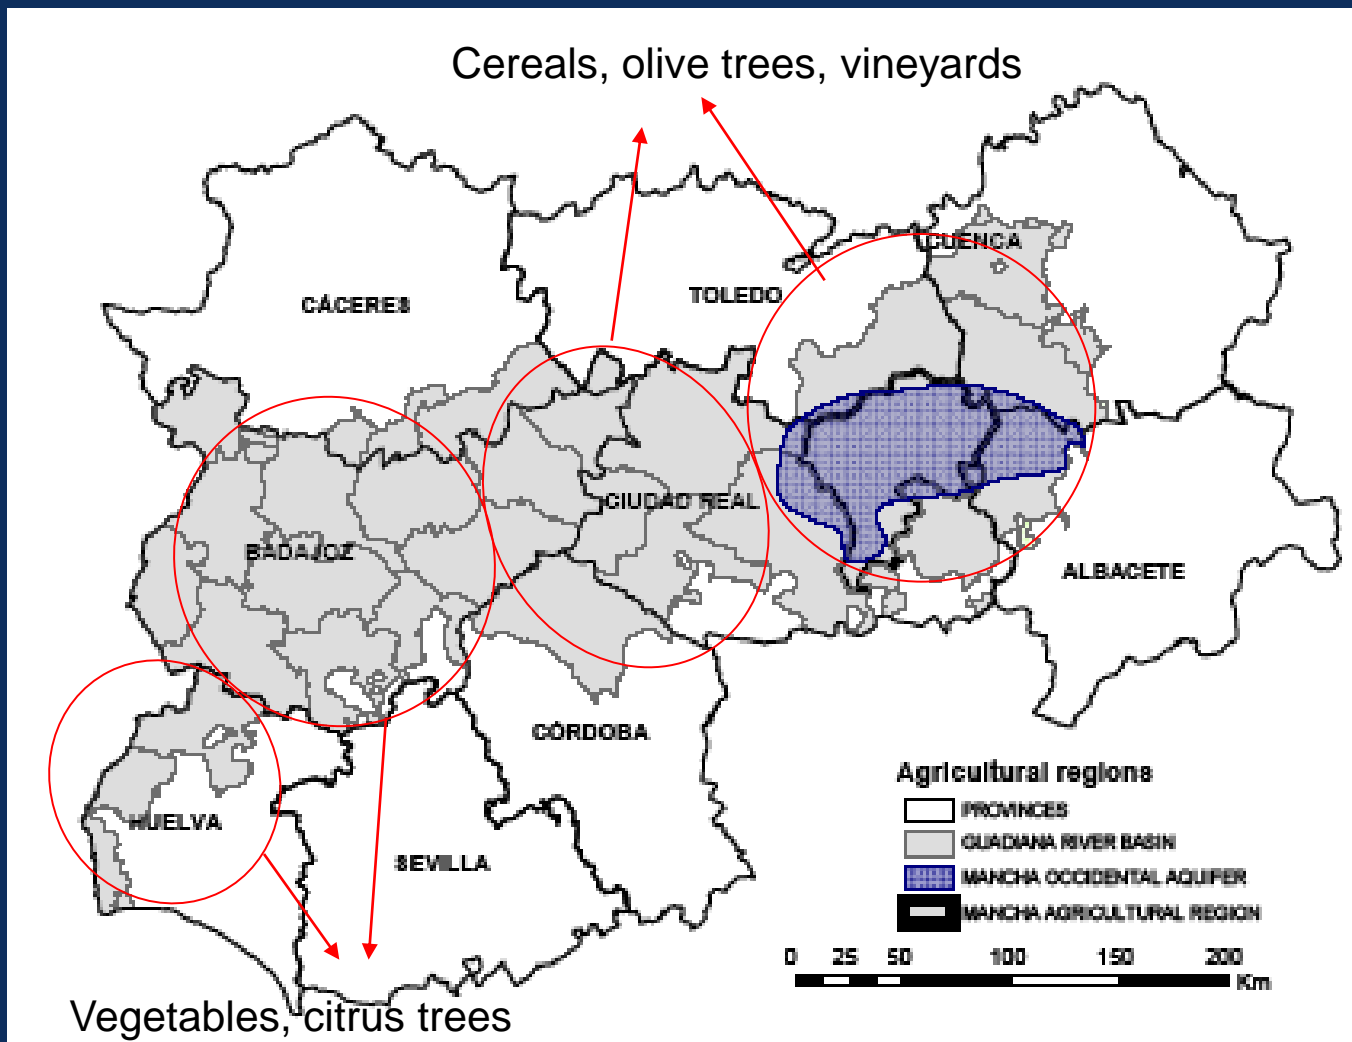 Cereals, olive trees, vineyards
CUENCA
TOLEDO
CÁCERES
CIUDAD REAL
BADAJOZ
ALBACETE
CÓRDOBA
HUELVA
SEVILLA
Agricultural regions
PROVINCES
GUADIANA RIVER BASIN
MANCHA OCCIDENTAL AQUIFER
MANCHA AGRICULTURAL REGION
0 25 50 100 150 200
Km
Vegetables, citrus trees